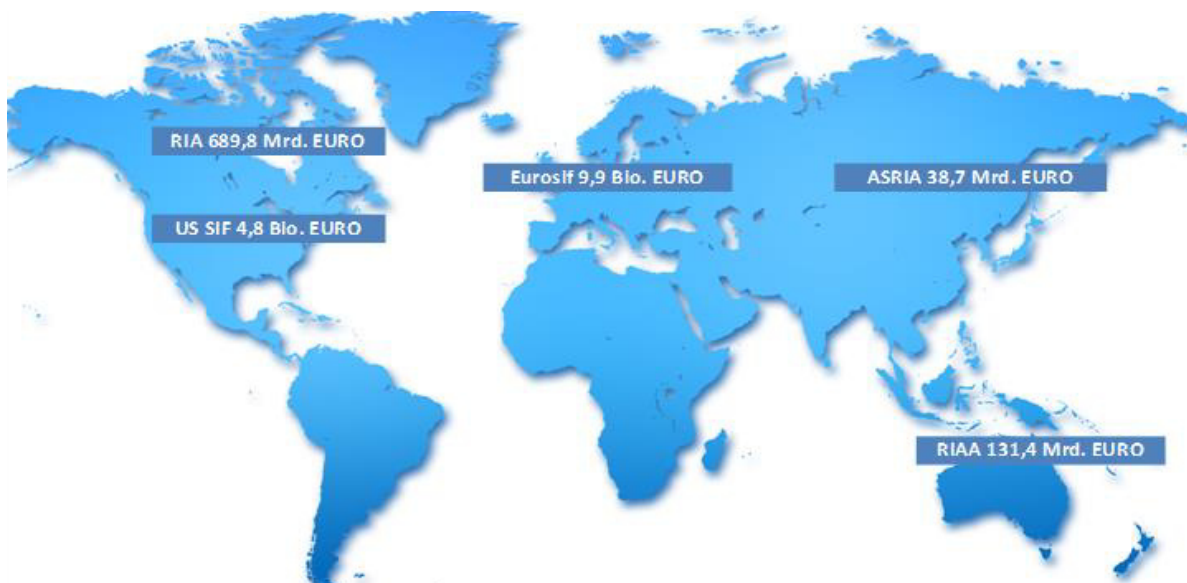 RIA 689,8 Mrd. EURO
Eurosif 9,9 Bio. EURO
ASRIA 38,7 Mrd. EURO
US SIF 4,8 Bio. EURO
RIAA 131,4 Mrd. EURO